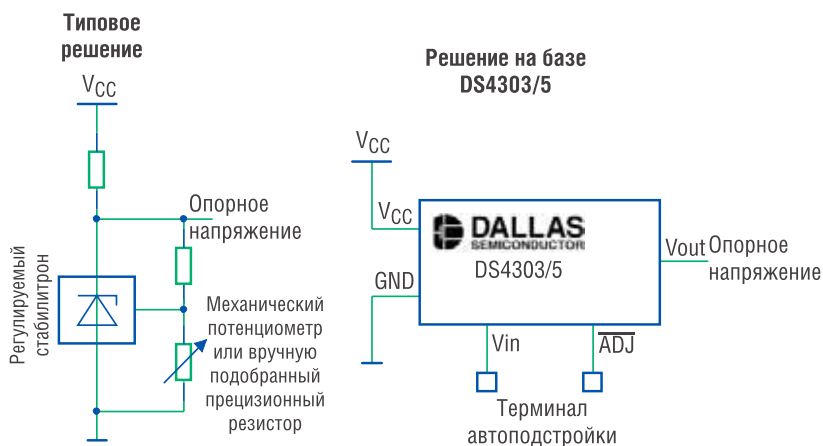 Типовое
решение
VCC
Опорное
напряжение
Регулируемый
стабилитрон
Механический
потенциометр
или вручную
подобранный
прецизионный
резистор
Решение на базе
DS4303/5
VCC
VCC
GND
DALLAS
SEMICONDUCTOR
DS4303/5
Vout Опорное
напряжение
Vin
ADJ
Терминал
автоподстройки